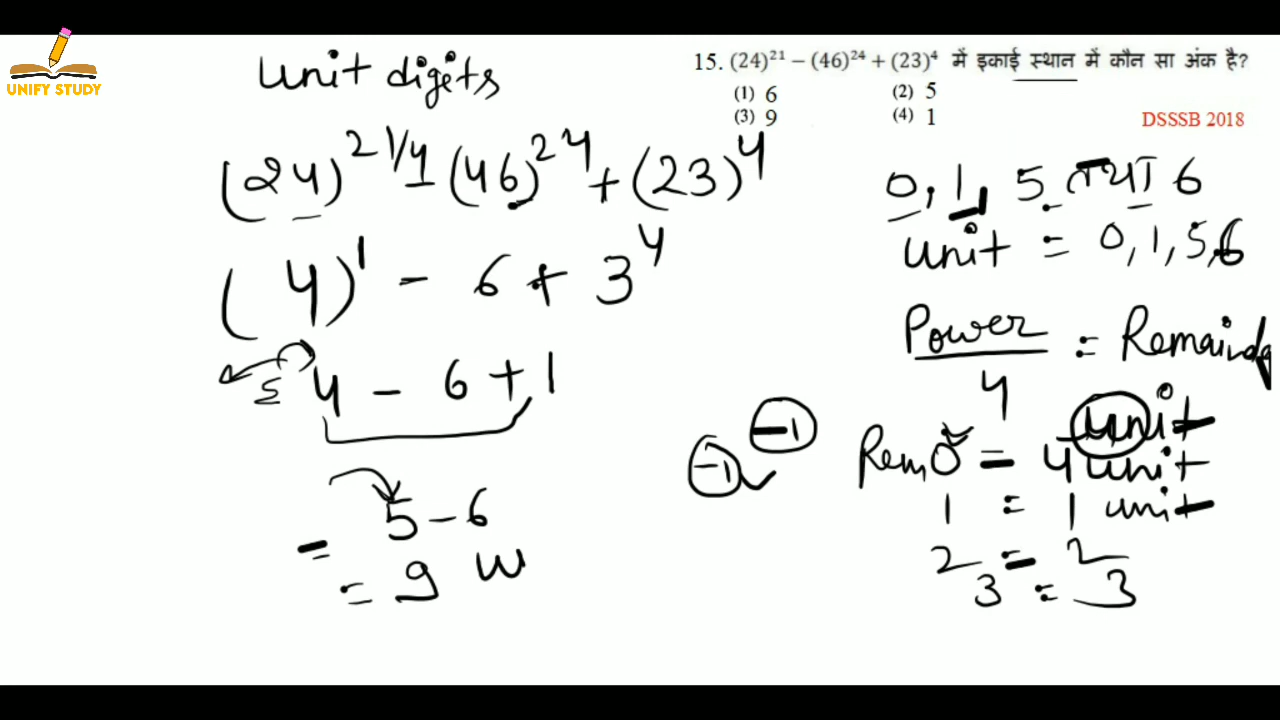 UNIFY STUDY
unit digits
15. (24)²¹ − (46)²⁴ + (23)⁴ में इकाई स्थान में कौन सा अंक है?
(1) 6 (2) 5
(3) 9 (4) 1
DSSSB 2018
(24)^21/4 − (46)^24 + (23)^4
(4)^1 − 6 + 3^4
4 − 6 + 1
= 5 − 6
= 9
0, 1, 5 तथा 6
unit = 0, 1, 5, 6
Power/4 = Remainder
−1
−1
unit
Rem, 0 = 4 unit
1 = 1 unit
2 = 2
3 = 3